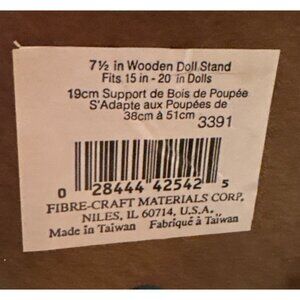 7½ in Wooden Doll Stand
Fits 15 in - 20 in Dolls
19cm Support de Bois de Poupée
S'Adapte aux Poupées de
38cm à 51cm 3391
0 28444 42542 5
FIBRE-CRAFT MATERIALS CORP.
NILES, IL 60714, U.S.A.
Made in Taiwan Fabriqué à Taïwan